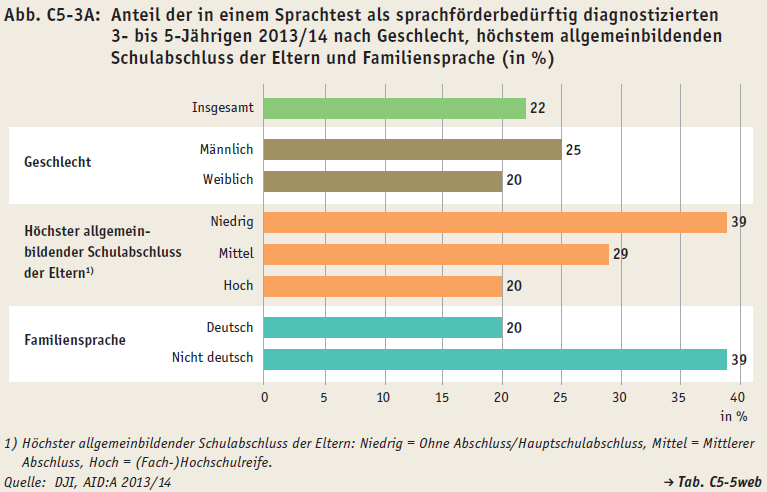 Abb. C5-3A: Anteil der in einem Sprachtest als sprachförderbedürftig diagnostizierten
3- bis 5-Jährigen 2013/14 nach Geschlecht, höchstem allgemeinbildenden
Schulabschluss der Eltern und Familiensprache (in %)
Insgesamt 22
Geschlecht
Männlich 25
Weiblich 20
Höchster allgemein-
bildender Schulabschluss
der Eltern¹⁾
Niedrig 39
Mittel 29
Hoch 20
Familiensprache
Deutsch 20
Nicht deutsch 39
0 5 10 15 20 25 30 35 40
in %
1) Höchster allgemeinbildender Schulabschluss der Eltern: Niedrig = Ohne Abschluss/Hauptschulabschluss, Mittel = Mittlerer
Abschluss, Hoch = (Fach-)Hochschulreife.
Quelle: DJI, AID:A 2013/14 → Tab. C5-5web